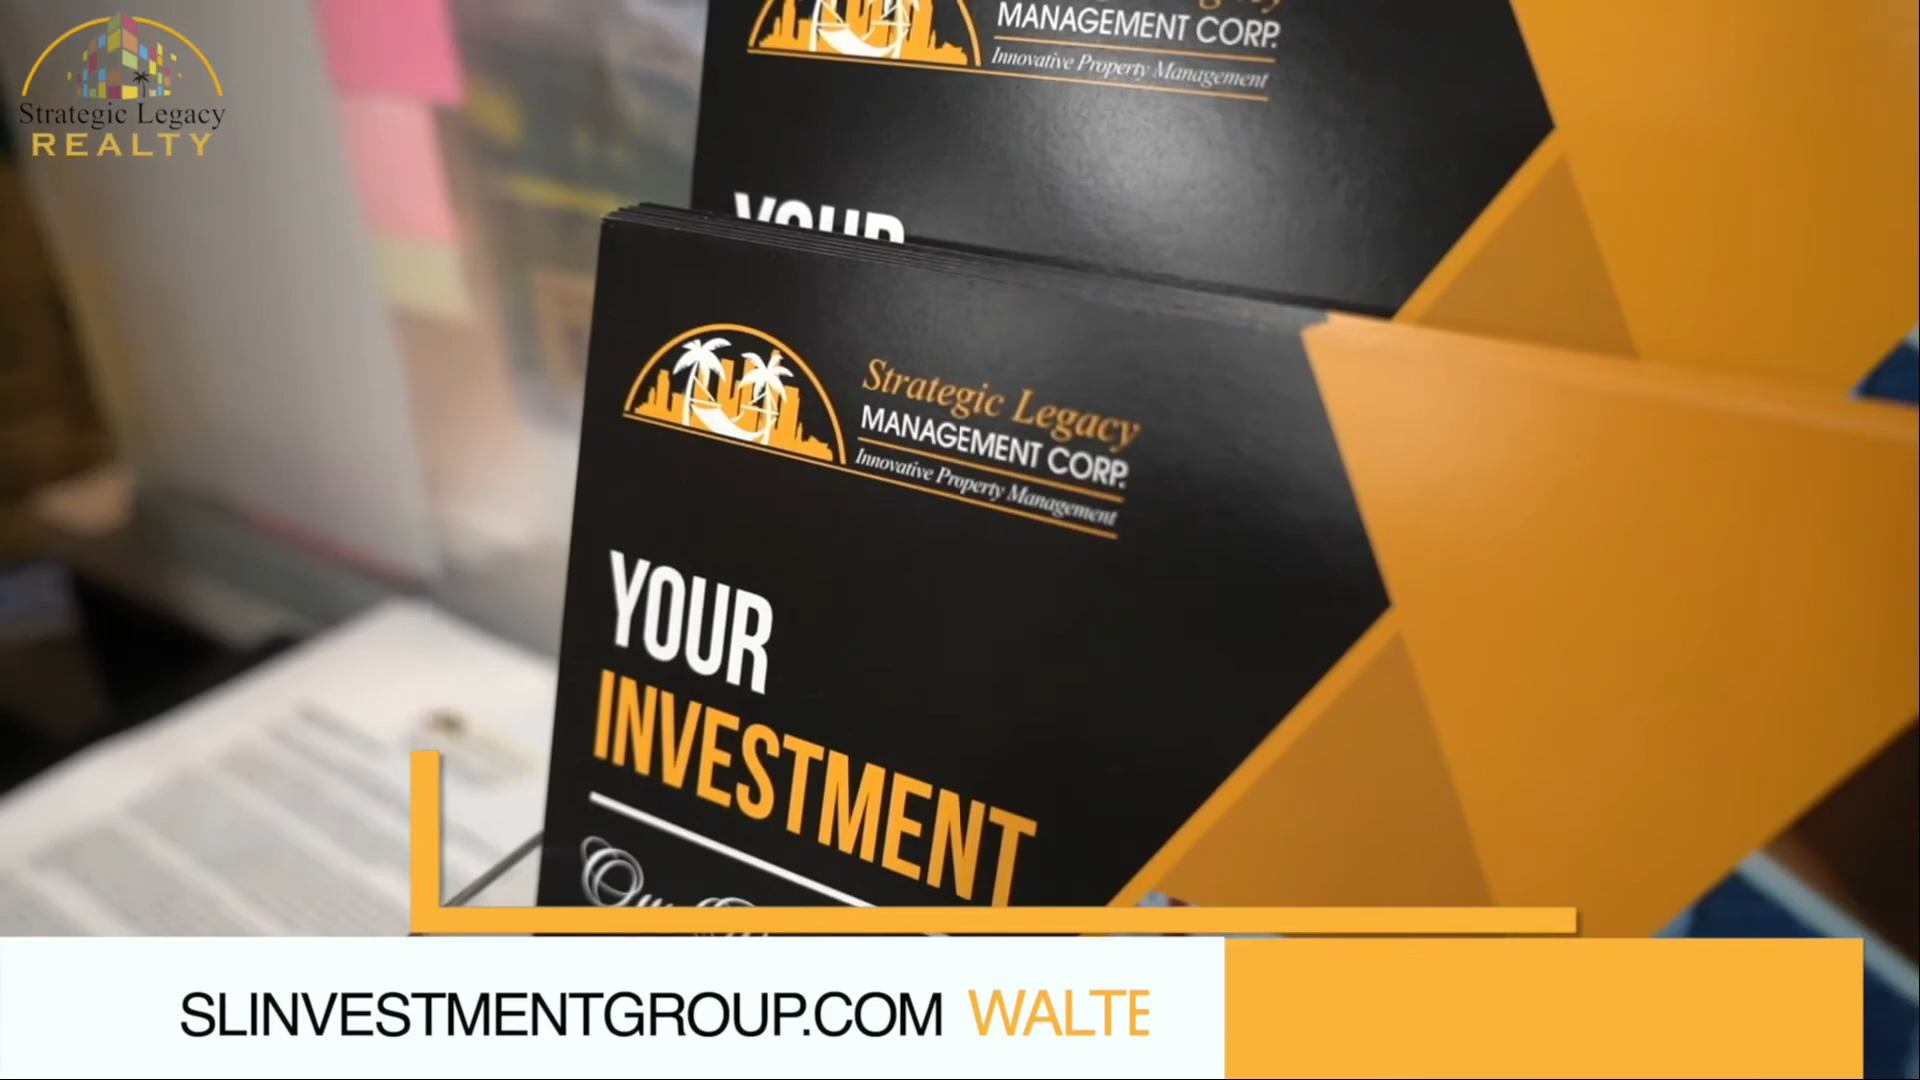 Strategic Legacy
REALTY
MANAGEMENT CORP.
Innovative Property Management
YOUR
Strategic Legacy
MANAGEMENT CORP.
Innovative Property Management
YOUR
INVESTMENT
SLINVESTMENTGROUP.COM WALTE